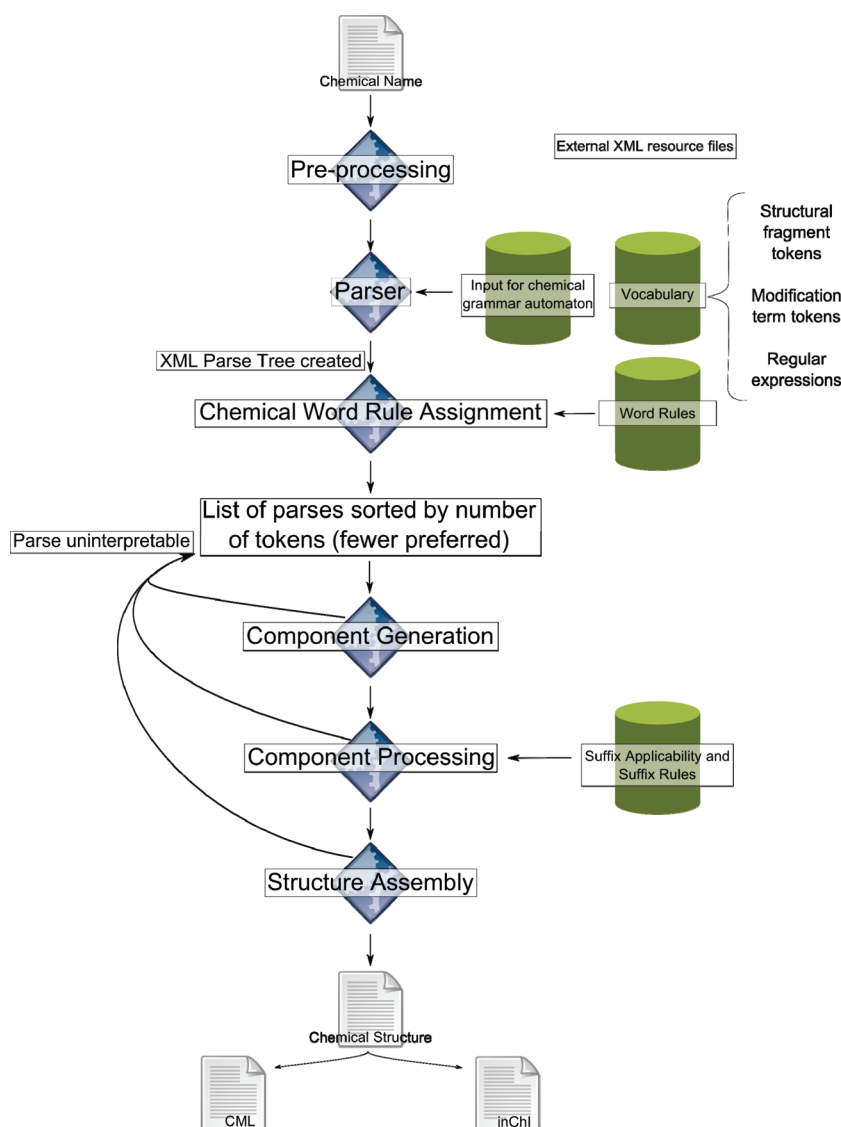 Chemical Name
Pre-processing
External XML resource files
Structural
fragment
tokens
Parser
Input for chemical
grammar automaton
Vocabulary
Modification
term tokens
Regular
expressions
XML Parse Tree created
Chemical Word Rule Assignment
Word Rules
List of parses sorted by number
of tokens (fewer preferred)
Parse uninterpretable
Component Generation
Component Processing
Suffix Applicability and
Suffix Rules
Structure Assembly
Chemical Structure
CML
inChI